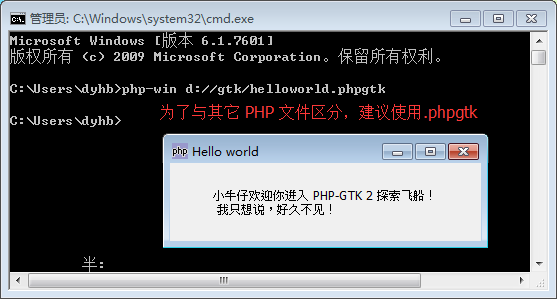 管理员: C:\Windows\system32\cmd.exe
Microsoft Windows [版本 6.1.7601]
版权所有 (c) 2009 Microsoft Corporation。保留所有权利。
C:\Users\dyhb>php-win d://gtk/helloworld.phpgtk
为了与其它 PHP 文件区分，建议使用.phpgtk
C:\Users\dyhb>
php Hello world
小牛仔欢迎你进入 PHP-GTK 2 探索飞船！
我只想说，好久不见！
半: